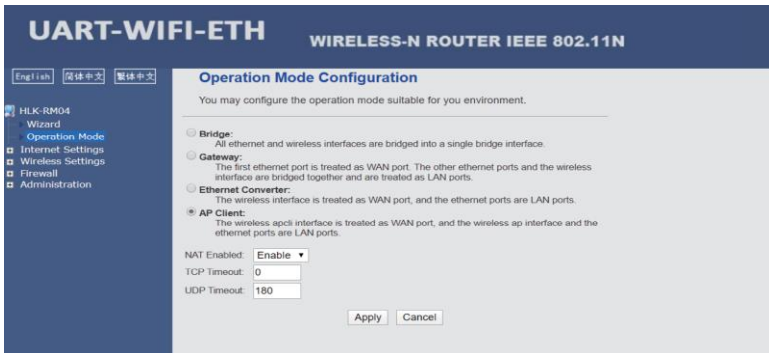 UART-WIFI-ETH
WIRELESS-N ROUTER IEEE 802.11N
English 简体中文 繁体中文
HLK-RM04
Wizard
Operation Mode
Internet Settings
Wireless Settings
Firewall
Administration
Operation Mode Configuration
You may configure the operation mode suitable for you environment.
Bridge:
All ethernet and wireless interfaces are bridged into a single bridge interface.
Gateway:
The first ethernet port is treated as WAN port. The other ethernet ports and the wireless
interface are bridged together and are treated as LAN ports.
Ethernet Converter:
The wireless interface is treated as WAN port, and the ethernet ports are LAN ports.
AP Client:
The wireless apcli interface is treated as WAN port, and the wireless ap interface and the
ethernet ports are LAN ports.
NAT Enabled: Enable
TCP Timeout: 0
UDP Timeout: 180
Apply Cancel